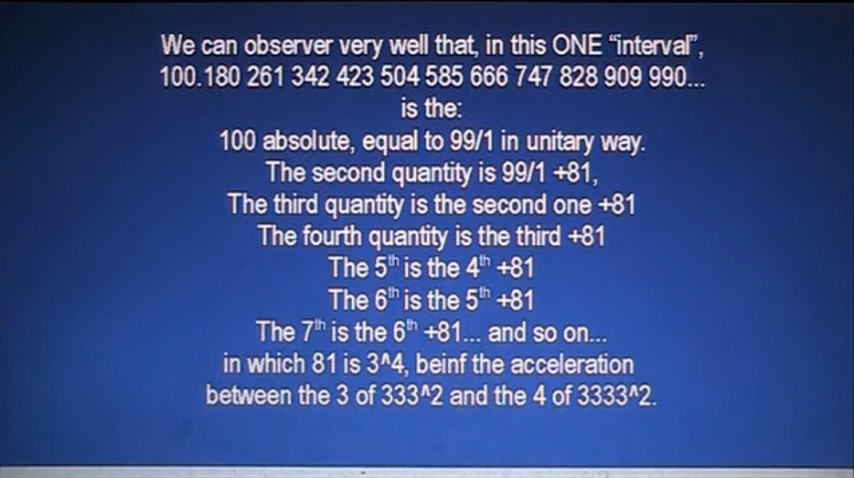 We can observer very well that, in this ONE “interval”,
100.180 261 342 423 504 585 666 747 828 909 990...
is the:
100 absolute, equal to 99/1 in unitary way.
The second quantity is 99/1 +81,
The third quantity is the second one +81
The fourth quantity is the third +81
The 5th is the 4th +81
The 6th is the 5th +81
The 7th is the 6th +81... and so on...
in which 81 is 3^4, beinf the acceleration
between the 3 of 333^2 and the 4 of 3333^2.